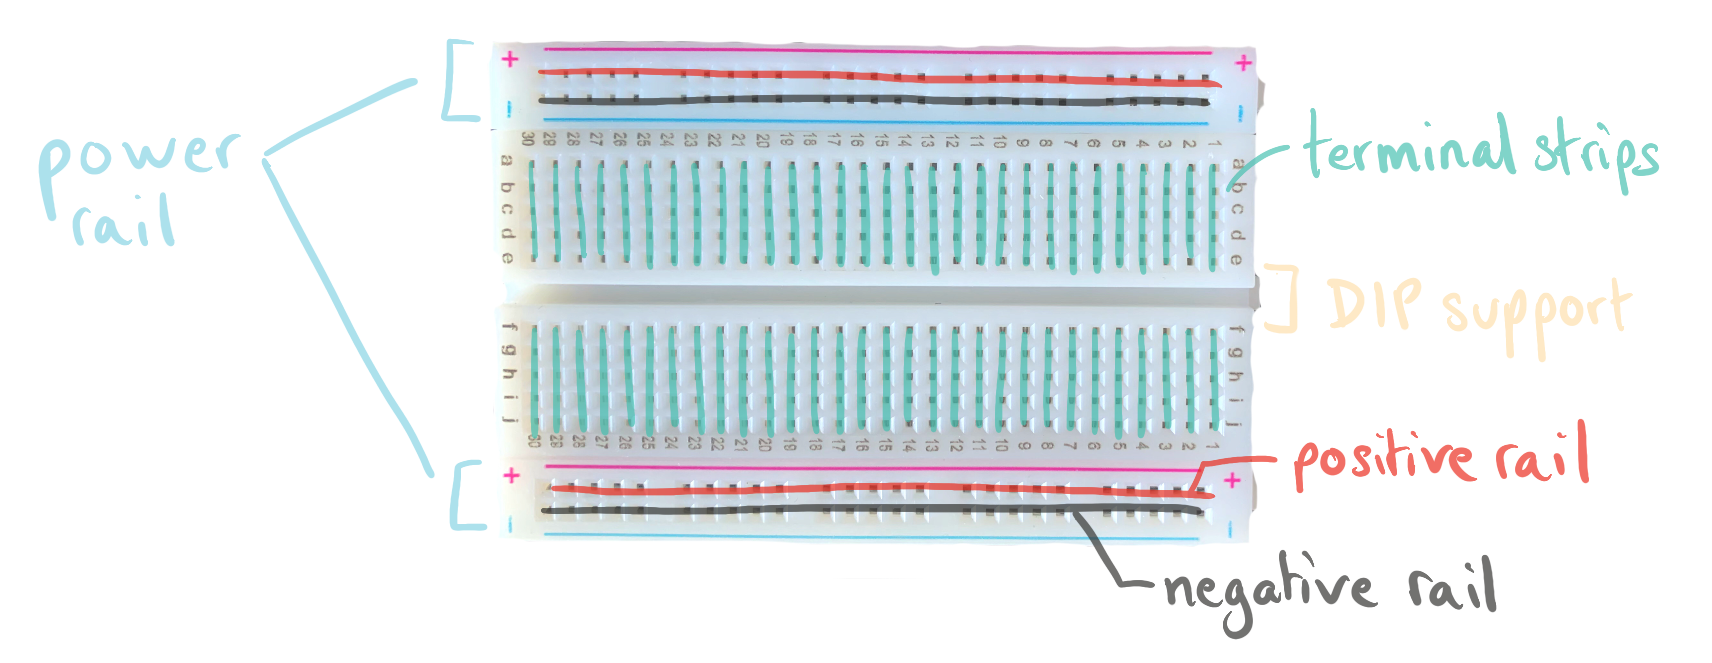 + +
- -
30 29 28 27 26 25 24 23 22 21 20 19 18 17 16 15 14 13 12 11 10 9 8 7 6 5 4 3 2 1
a a
b b
c c
d d
e e
power
rail
terminal strips
DIP support
f f
g g
h h
i i
j j
30 29 28 27 26 25 24 23 22 21 20 19 18 17 16 15 14 13 12 11 10 9 8 7 6 5 4 3 2 1
+ +
- -
positive rail
negative rail